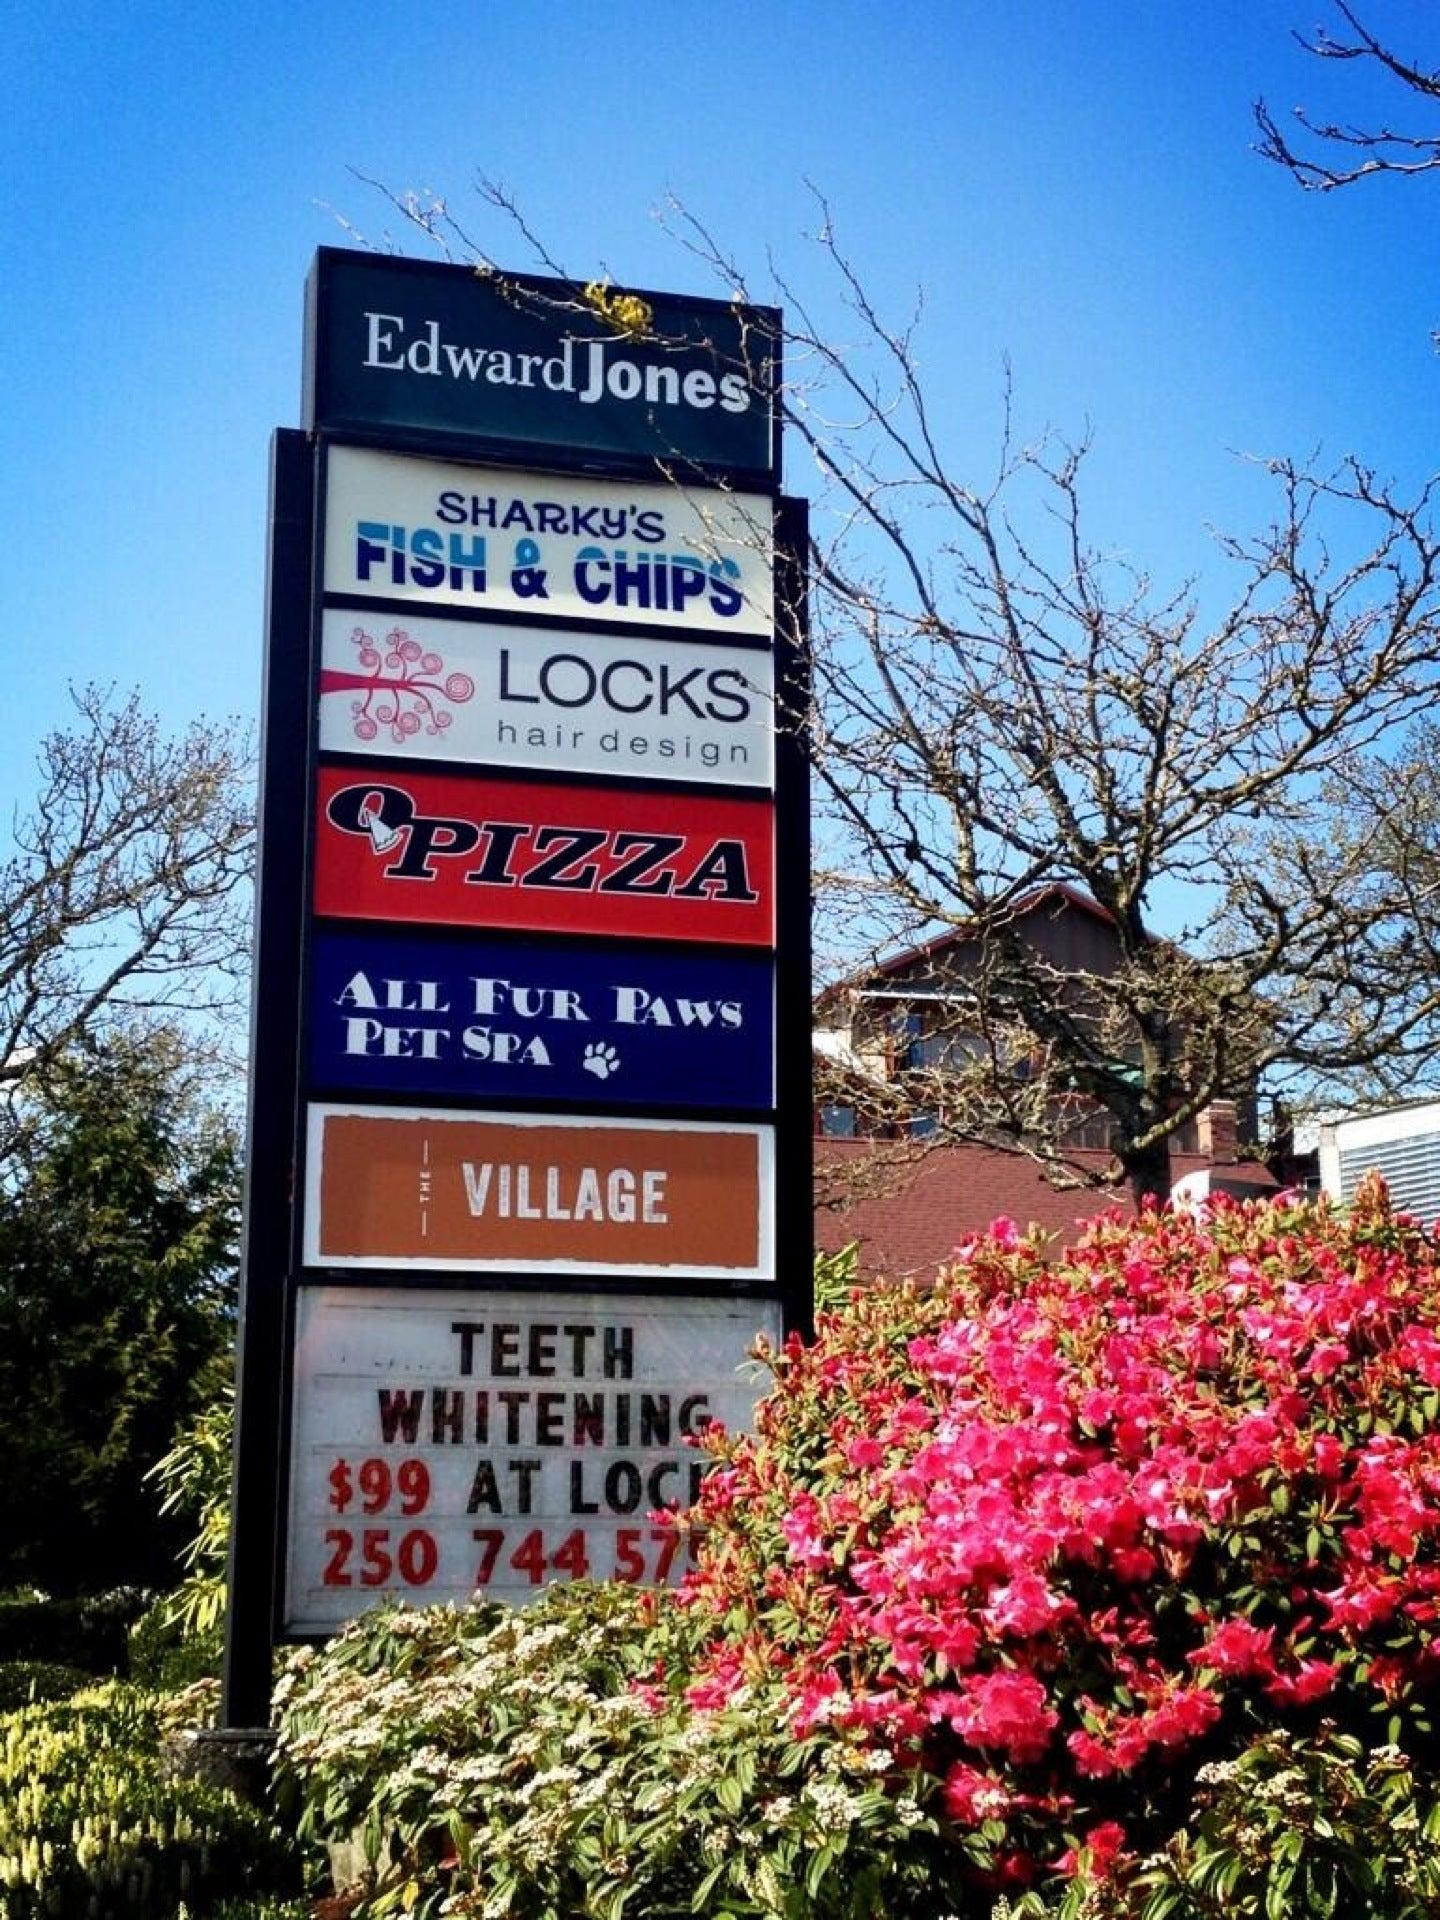 Edward Jones
SHARKY'S
FISH & CHIPS
LOCKS
hair design
PIZZA
ALL FUR PAWS
PET SPA
THE VILLAGE
TEETH
WHITENING
$99 AT
250 744